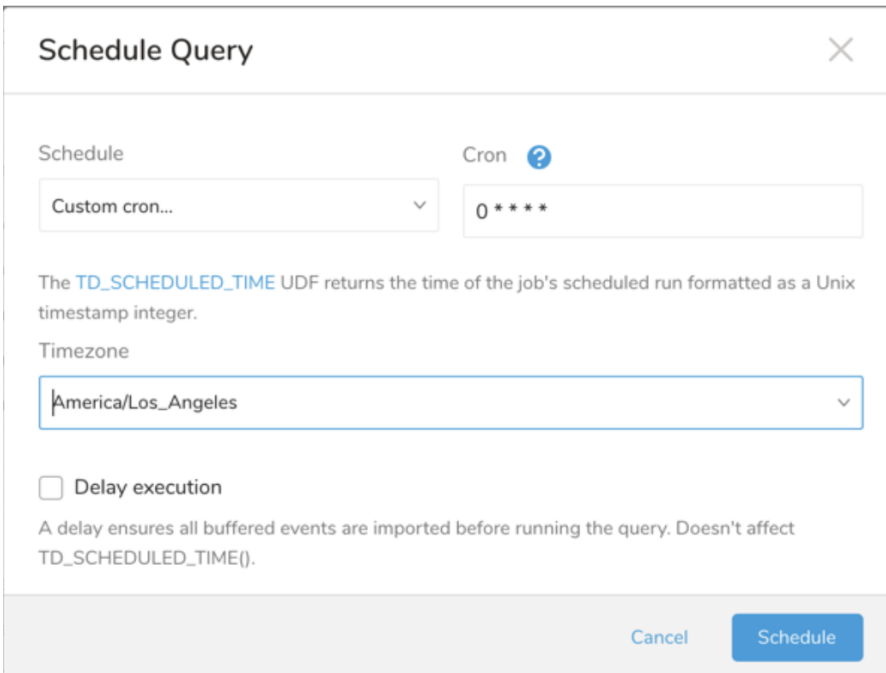 Schedule Query
Schedule
Cron ?
Custom cron...
0 * * * *
The TD_SCHEDULED_TIME UDF returns the time of the job's scheduled run formatted as a Unix
timestamp integer.
Timezone
America/Los_Angeles
Delay execution
A delay ensures all buffered events are imported before running the query. Doesn't affect
TD_SCHEDULED_TIME().
Cancel
Schedule